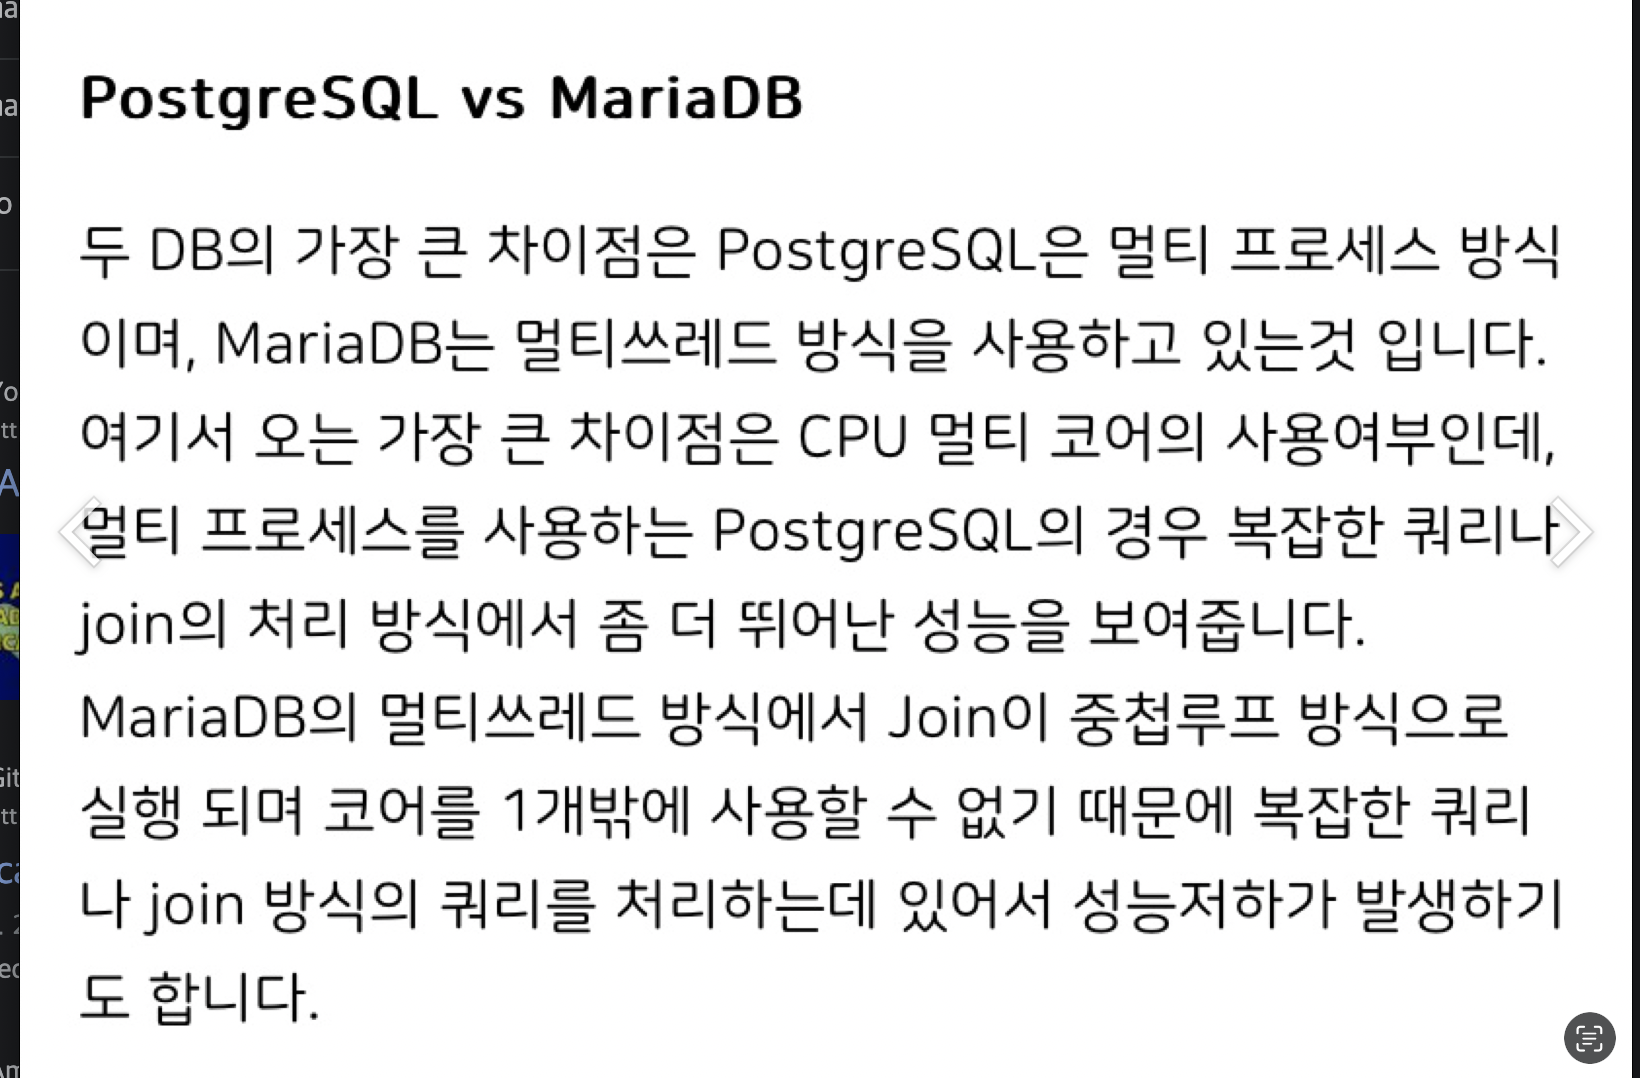 PostgreSQL vs MariaDB
두 DB의 가장 큰 차이점은 PostgreSQL은 멀티 프로세스 방식
이며, MariaDB는 멀티쓰레드 방식을 사용하고 있는것 입니다.
여기서 오는 가장 큰 차이점은 CPU 멀티 코어의 사용여부인데,
멀티 프로세스를 사용하는 PostgreSQL의 경우 복잡한 쿼리나
join의 처리 방식에서 좀 더 뛰어난 성능을 보여줍니다.
MariaDB의 멀티쓰레드 방식에서 Join이 중첩루프 방식으로
실행 되며 코어를 1개밖에 사용할 수 없기 때문에 복잡한 쿼리
나 join 방식의 쿼리를 처리하는데 있어서 성능저하가 발생하기
도 합니다.